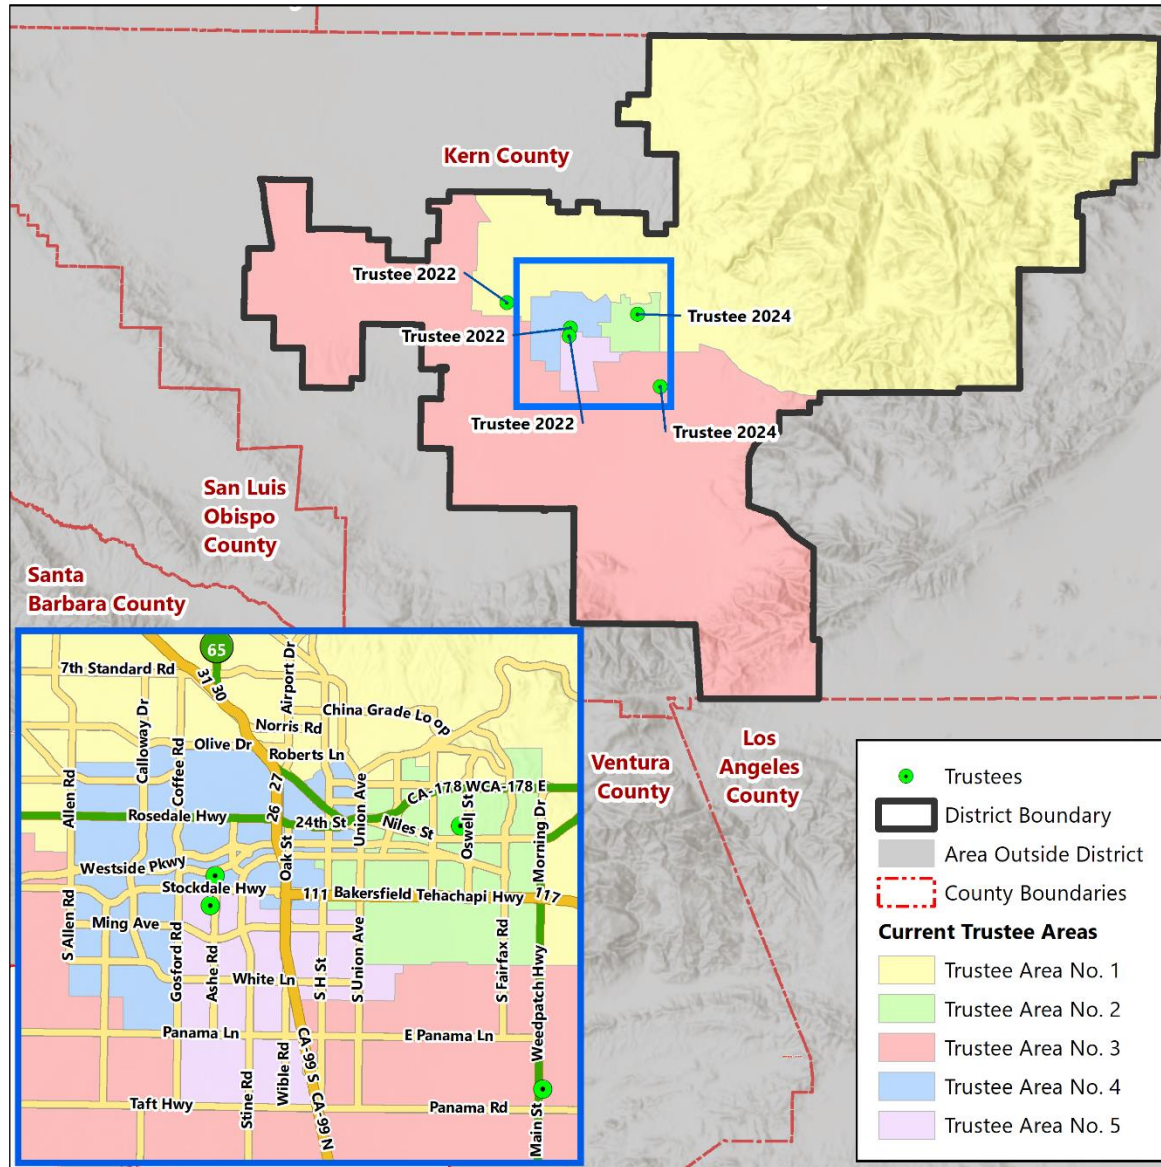 Kern County
Trustee 2022
Trustee 2024
Trustee 2022
Trustee 2022
Trustee 2024
San Luis
Obispo
County
Santa
Barbara County
Ventura
County
Los
Angeles
County
65
7th Standard Rd
31
30
Airport Dr
China Grade Loop
Norris Rd
Calloway Dr
Coffee Rd
Olive Dr
Roberts Ln
Allen Rd
27
26
Union Ave
CA-178 W
CA-178 E
Rosedale Hwy
24th St
Niles St
Oswell St
Morning Dr
Oak St
Westside Pkwy
Stockdale Hwy
111
Bakersfield Tehachapi Hwy
117
S Allen Rd
Ming Ave
Gosford Rd
Ashe Rd
White Ln
S H St
S Union Ave
S Fairfax Rd
Weedpatch Hwy
Panama Ln
E Panama Ln
Stine Rd
Wible Rd
CA-99 S
CA-99 N
Taft Hwy
Panama Rd
Main St
Trustees
District Boundary
Area Outside District
County Boundaries
Current Trustee Areas
Trustee Area No. 1
Trustee Area No. 2
Trustee Area No. 3
Trustee Area No. 4
Trustee Area No. 5